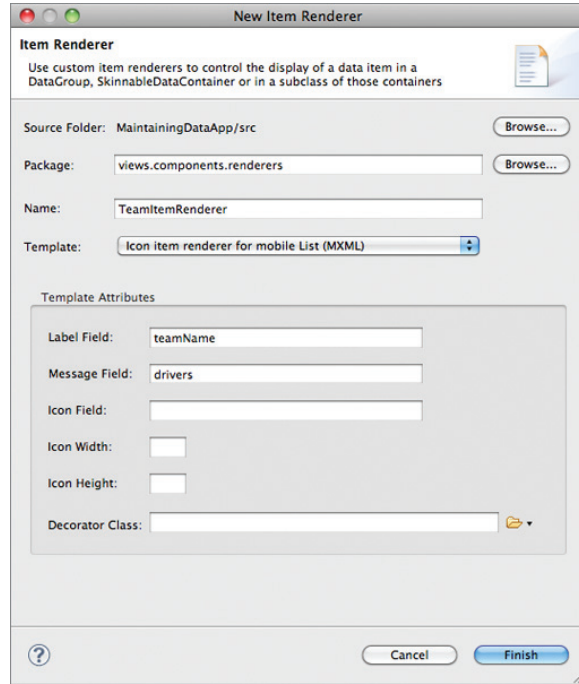 New Item Renderer
Item Renderer
Use custom item renderers to control the display of a data item in a
DataGroup, SkinnableDataContainer or in a subclass of those containers
Source Folder: MaintainingDataApp/src Browse...
Package: views.components.renderers Browse...
Name: TeamItemRenderer
Template: Icon item renderer for mobile List (MXML)
Template Attributes
Label Field: teamName
Message Field: drivers
Icon Field:
Icon Width:
Icon Height:
Decorator Class:
? Cancel Finish